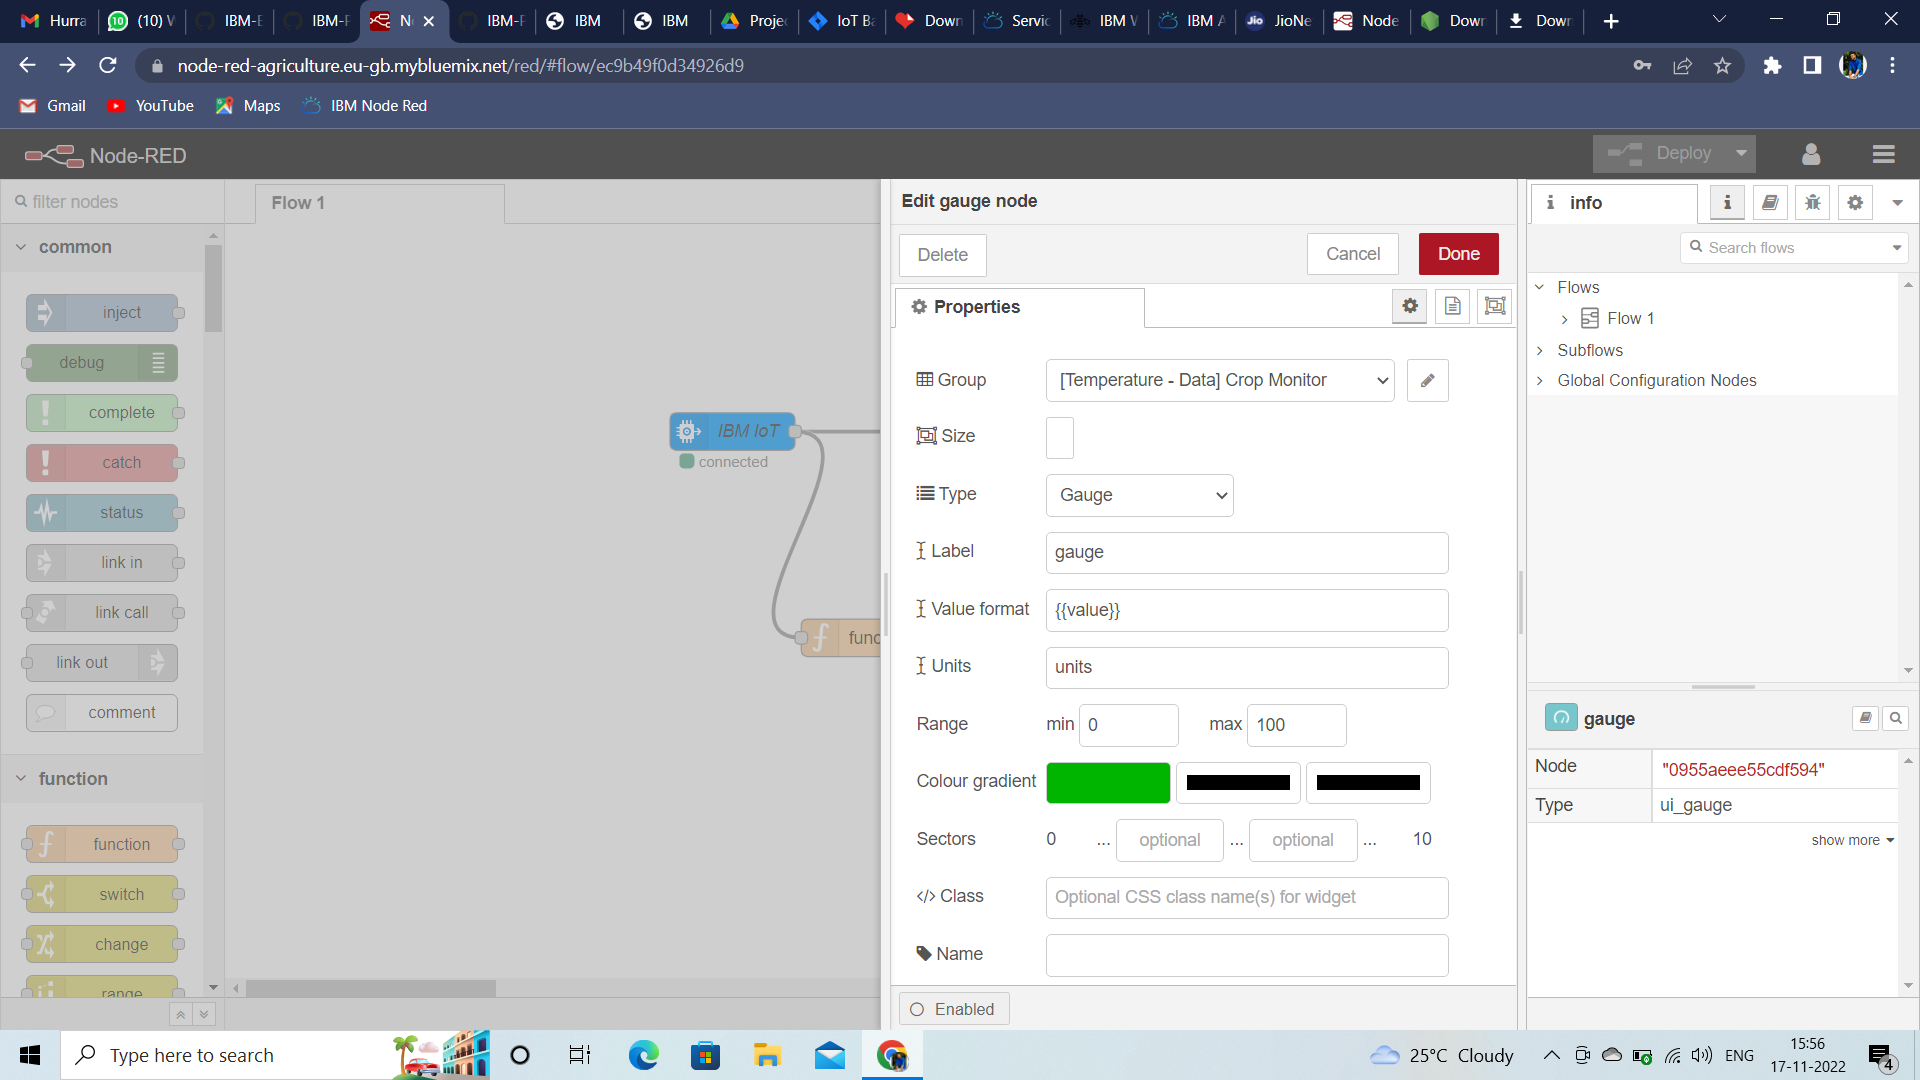 Hurra
(10) V
IBM-E
IBM-F
No
IBM-F
IBM
IBM
Projec
IoT Ba
Down
Servic
IBM W
IBM A
JioNe
Node
Down
Down
node-red-agriculture.eu-gb.mybluemix.net/red/#flow/ec9b49f0d34926d9
Gmail
YouTube
Maps
IBM Node Red
Node-RED
Deploy
filter nodes
common
inject
debug
complete
catch
status
link in
link call
link out
comment
function
function
switch
change
range
Flow 1
IBM IoT
connected
func
Edit gauge node
Delete
Cancel
Done
Properties
Group
[Temperature - Data] Crop Monitor
Size
Type
Gauge
Label
gauge
Value format
{{value}}
Units
units
Range min 0 max 100
Colour gradient
Sectors 0 ... optional ... optional ... 10
</> Class
Optional CSS class name(s) for widget
Name
Enabled
info
Search flows
Flows
Flow 1
Subflows
Global Configuration Nodes
gauge
Node "0955aeee55cdf594"
Type ui_gauge
show more
Type here to search
25°C Cloudy
ENG
15:56
17-11-2022
4